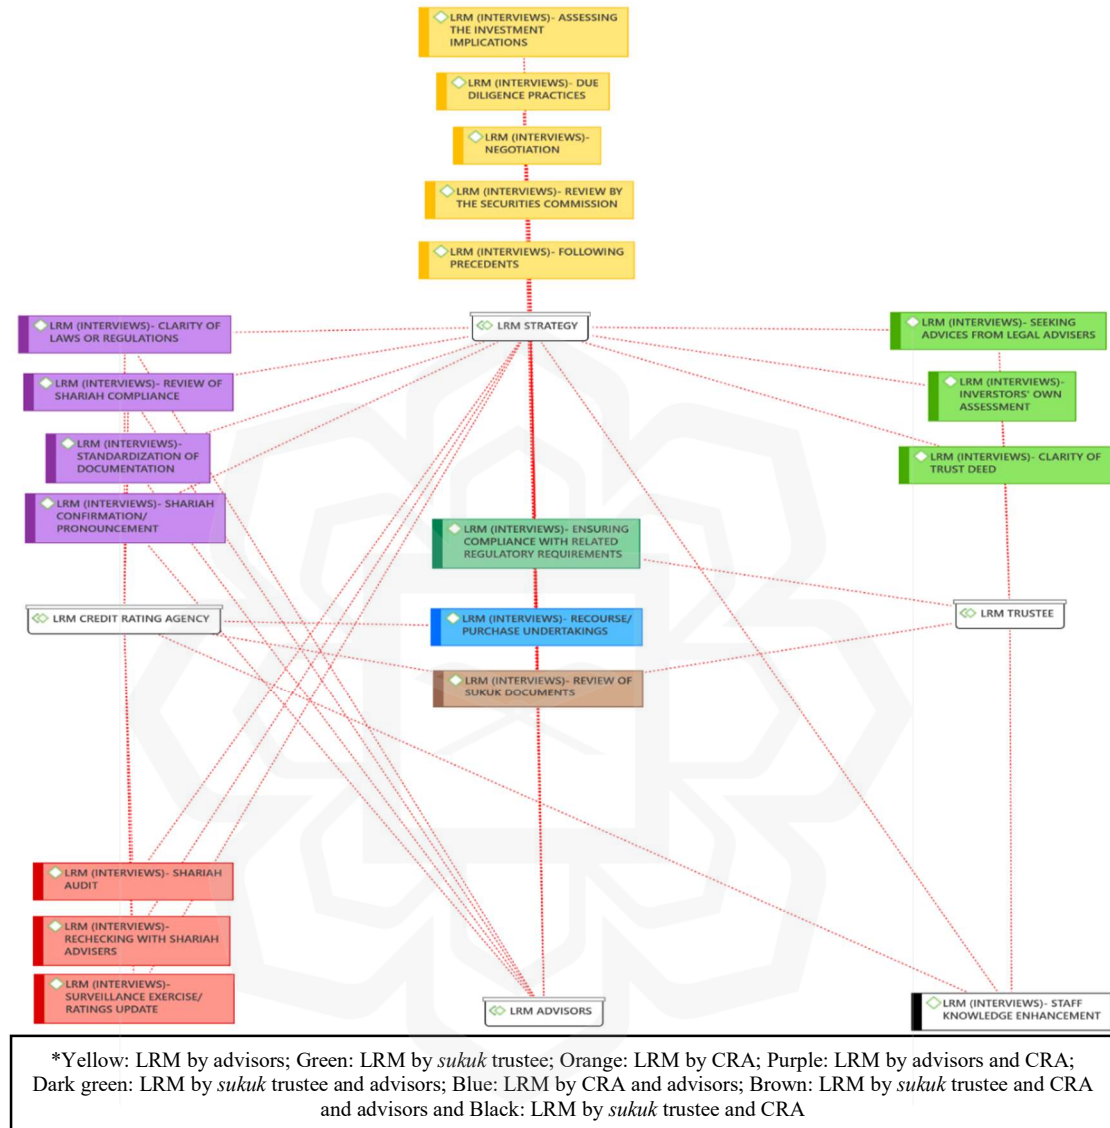 LRM (INTERVIEWS)- ASSESSING
THE INVESTMENT
IMPLICATIONS
LRM (INTERVIEWS)- DUE
DILIGENCE PRACTICES
LRM (INTERVIEWS)-
NEGOTIATION
LRM (INTERVIEWS)- REVIEW BY
THE SECURITIES COMMISSION
LRM (INTERVIEWS)- FOLLOWING
PRECEDENTS
LRM STRATEGY
LRM (INTERVIEWS)- CLARITY OF
LAWS OR REGULATIONS
LRM (INTERVIEWS)- REVIEW OF
SHARIAH COMPLIANCE
LRM (INTERVIEWS)-
STANDARDIZATION OF
DOCUMENTATION
LRM (INTERVIEWS)- SHARIAH
CONFIRMATION/
PRONOUNCEMENT
LRM (INTERVIEWS)- SEEKING
ADVICES FROM LEGAL ADVISERS
LRM (INTERVIEWS)-
INVERSTORS' OWN
ASSESSMENT
LRM (INTERVIEWS)- CLARITY OF
TRUST DEED
LRM (INTERVIEWS)- ENSURING
COMPLIANCE WITH RELATED
REGULATORY REQUIREMENTS
LRM CREDIT RATING AGENCY
LRM (INTERVIEWS)- RECOURSE/
PURCHASE UNDERTAKINGS
LRM TRUSTEE
LRM (INTERVIEWS)- REVIEW OF
SUKUK DOCUMENTS
LRM (INTERVIEWS)- SHARIAH
AUDIT
LRM (INTERVIEWS)-
RECHECKING WITH SHARIAH
ADVISERS
LRM (INTERVIEWS)-
SURVEILLANCE EXERCISE/
RATINGS UPDATE
LRM ADVISORS
LRM (INTERVIEWS)- STAFF
KNOWLEDGE ENHANCEMENT
*Yellow: LRM by advisors; Green: LRM by sukuk trustee; Orange: LRM by CRA; Purple: LRM by advisors and CRA;
Dark green: LRM by sukuk trustee and advisors; Blue: LRM by CRA and advisors; Brown: LRM by sukuk trustee and CRA
and advisors and Black: LRM by sukuk trustee and CRA